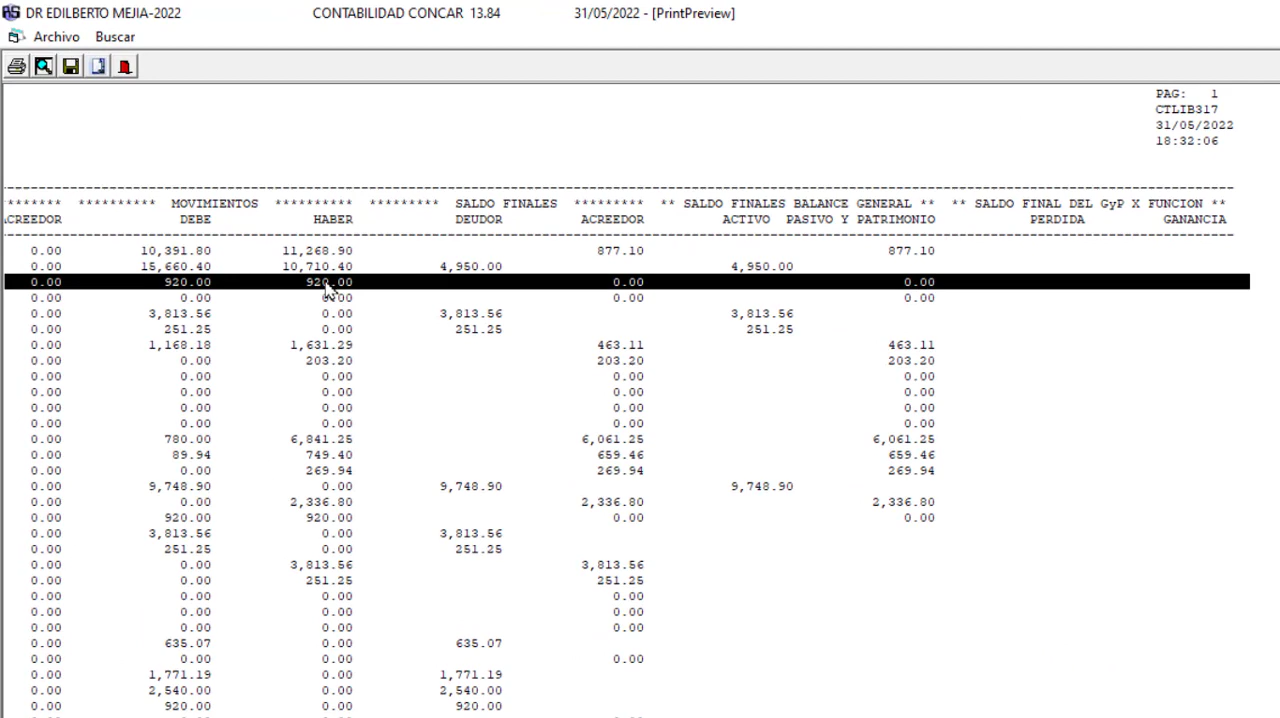 DR EDILBERTO MEJIA-2022 CONTABILIDAD CONCAR 13.84 31/05/2022 - [PrintPreview]
Archivo Buscar
PAG: 1
CTLIB317
31/05/2022
18:32:06
******* ********** MOVIMIENTOS ********** ********* SALDO FINALES ********* ** SALDO FINALES BALANCE GENERAL ** ** SALDO FINAL DEL GyP X FUNCION **
ACREEDOR DEBE HABER DEUDOR ACREEDOR ACTIVO PASIVO Y PATRIMONIO PERDIDA GANANCIA
0.00 10,391.80 11,268.90 877.10 877.10
0.00 15,660.40 10,710.40 4,950.00 4,950.00
0.00 920.00 920.00 0.00 0.00
0.00 0.00 0.00 0.00 0.00
0.00 3,813.56 0.00 3,813.56 3,813.56
0.00 251.25 0.00 251.25 251.25
0.00 1,168.18 1,631.29 463.11 463.11
0.00 0.00 203.20 203.20 203.20
0.00 0.00 0.00 0.00 0.00
0.00 0.00 0.00 0.00 0.00
0.00 0.00 0.00 0.00 0.00
0.00 0.00 0.00 0.00 0.00
0.00 780.00 6,841.25 6,061.25 6,061.25
0.00 89.94 749.40 659.46 659.46
0.00 0.00 269.94 269.94 269.94
0.00 9,748.90 0.00 9,748.90 9,748.90
0.00 0.00 2,336.80 2,336.80 2,336.80
0.00 920.00 920.00 0.00 0.00
0.00 3,813.56 0.00 3,813.56
0.00 251.25 0.00 251.25
0.00 0.00 3,813.56 3,813.56
0.00 0.00 251.25 251.25
0.00 0.00 0.00 0.00
0.00 0.00 0.00 0.00
0.00 0.00 0.00 0.00
0.00 635.07 0.00 635.07
0.00 0.00 0.00 0.00
0.00 1,771.19 0.00 1,771.19
0.00 2,540.00 0.00 2,540.00
0.00 920.00 0.00 920.00